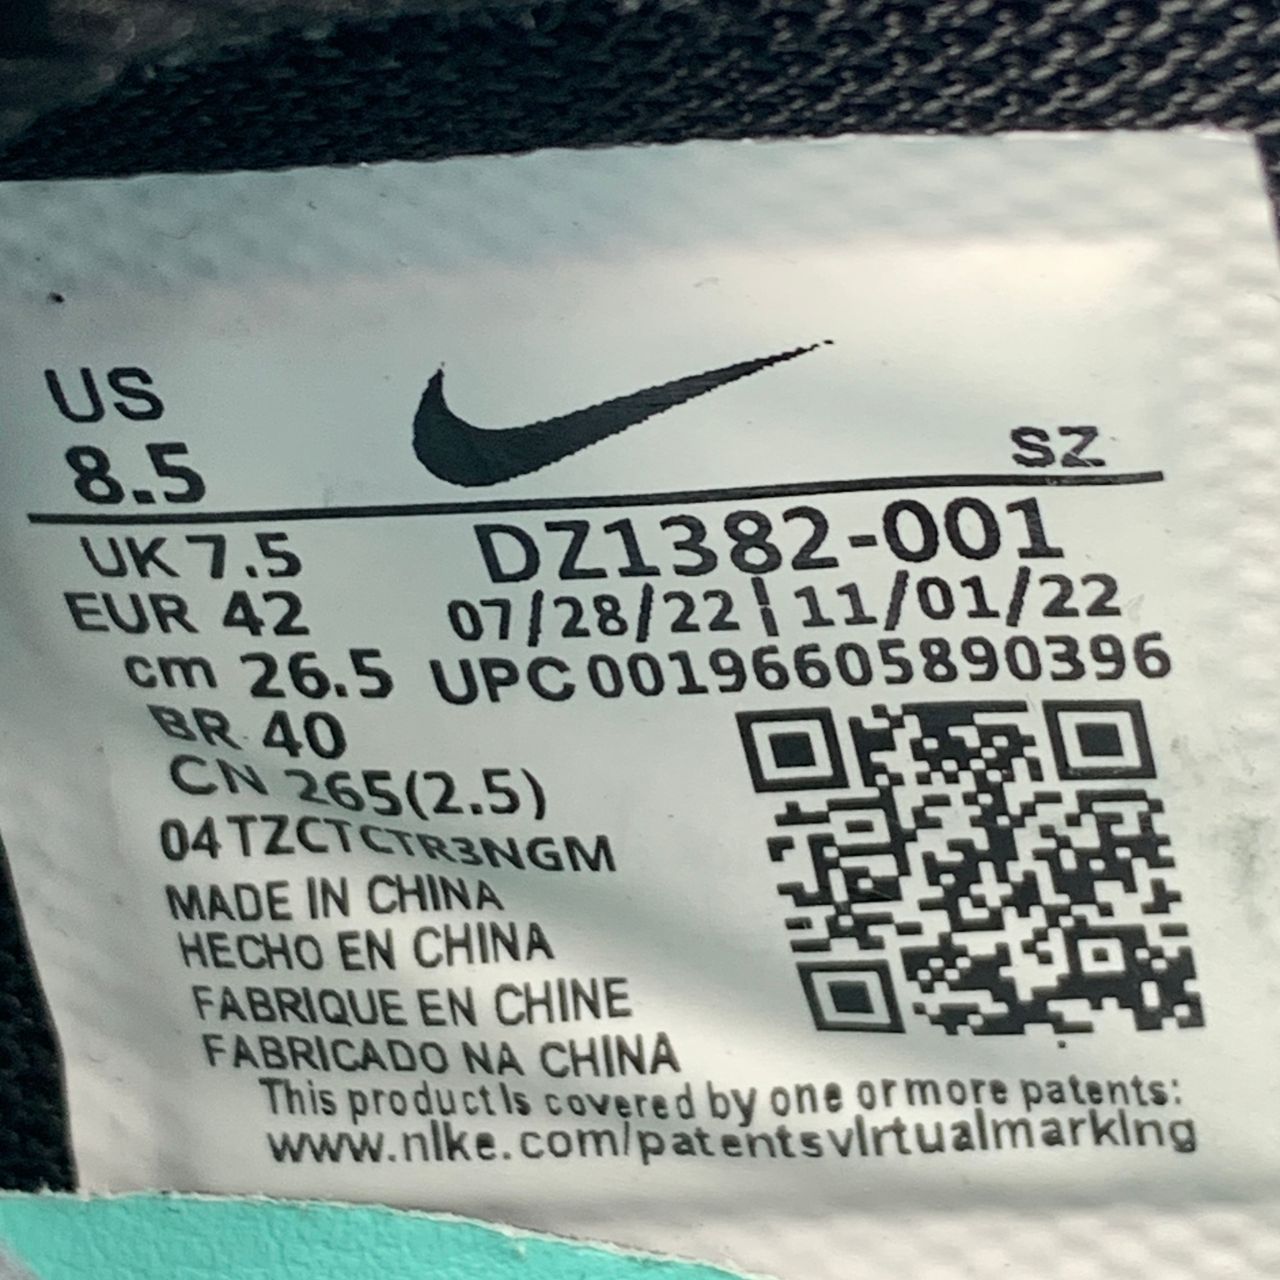 US
8.5
SZ
UK 7.5
DZ1382-001
EUR 42
07/28/22 | 11/01/22
cm 26.5
UPC 00196605890396
BR 40
CN 265(2.5)
04TZCTCTR3NGM
MADE IN CHINA
HECHO EN CHINA
FABRIQUE EN CHINE
FABRICADO NA CHINA
This product is covered by one or more patents:
www.nike.com/patentsvirtualmarking